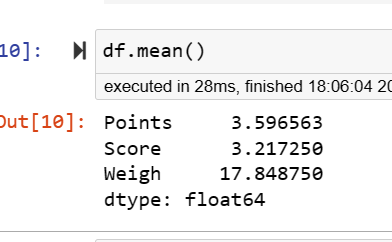 10]: df.mean()
executed in 28ms, finished 18:06:04 20
Out[10]: Points 3.596563
Score 3.217250
Weigh 17.848750
dtype: float64